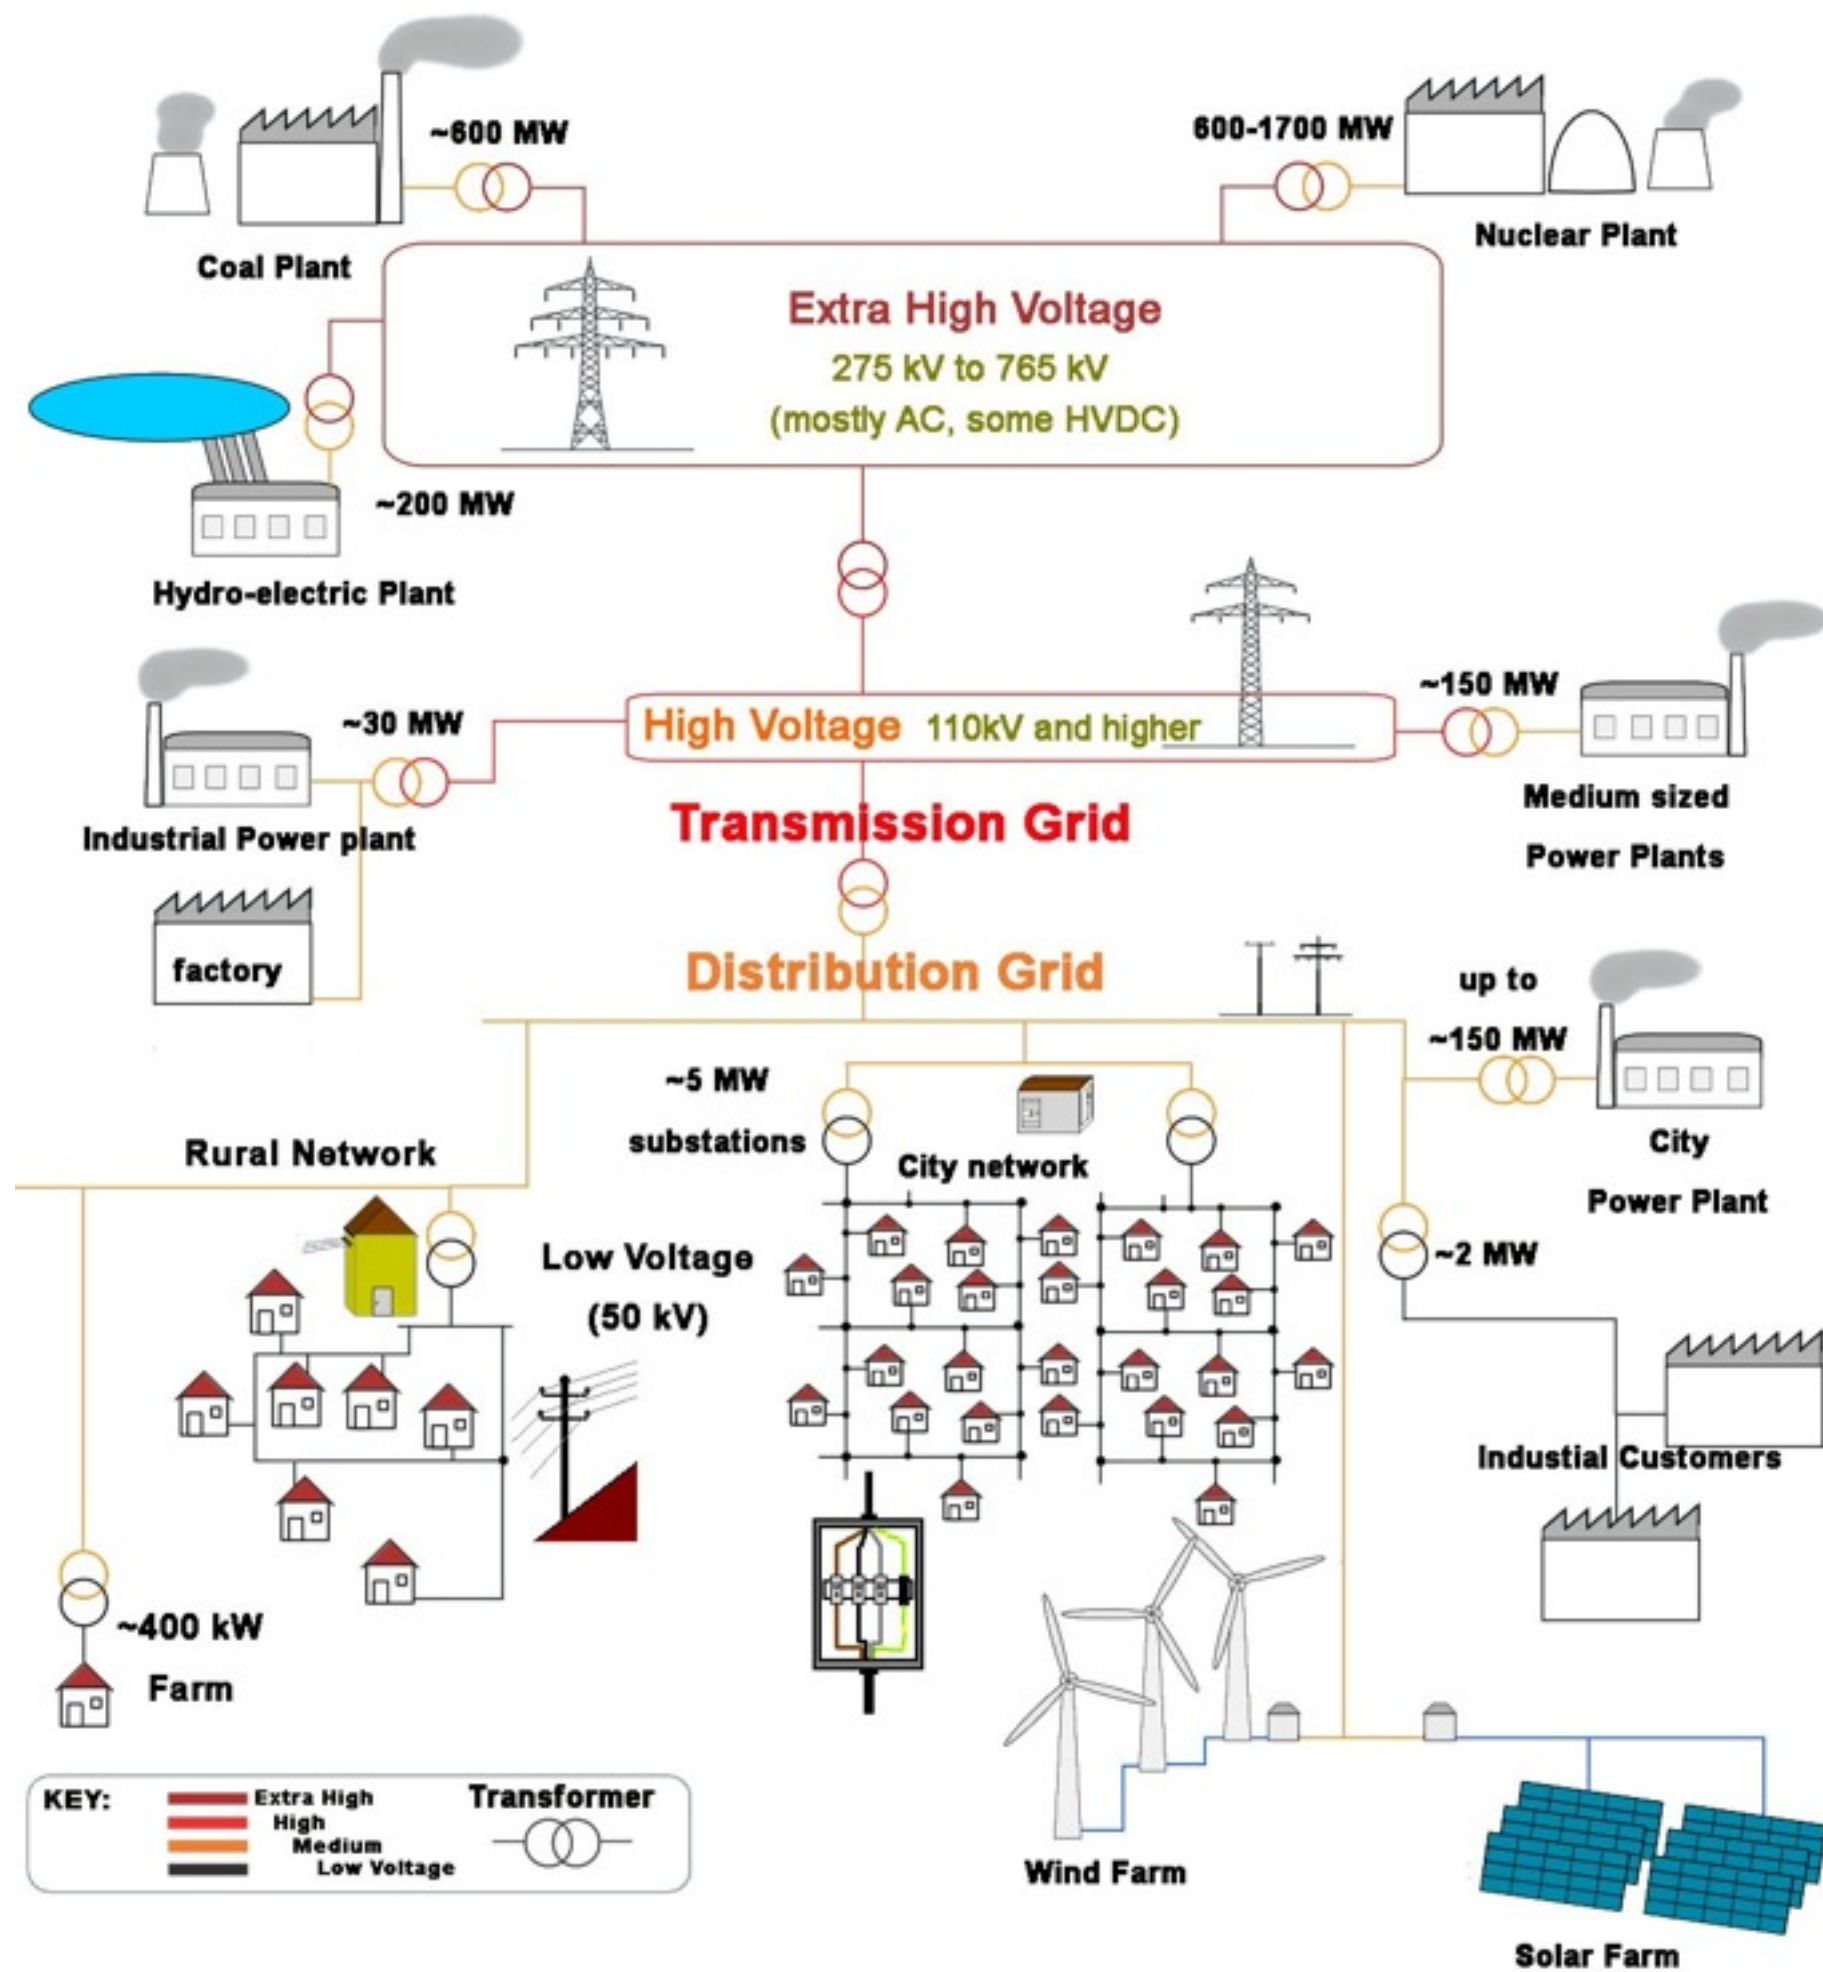 ~600 MW
600-1700 MW
Coal Plant
Nuclear Plant
Extra High Voltage
275 kV to 765 kV
(mostly AC, some HVDC)
~200 MW
Hydro-electric Plant
~30 MW
High Voltage 110kV and higher
~150 MW
Industrial Power plant
Transmission Grid
Medium sized
Power Plants
factory
Distribution Grid
up to
~150 MW
City
Power Plant
~5 MW
substations
City network
Rural Network
Low Voltage
(50 kV)
~2 MW
Industial Customers
~400 kW
Farm
KEY:
Extra High
High
Medium
Low Voltage
Transformer
Wind Farm
Solar Farm